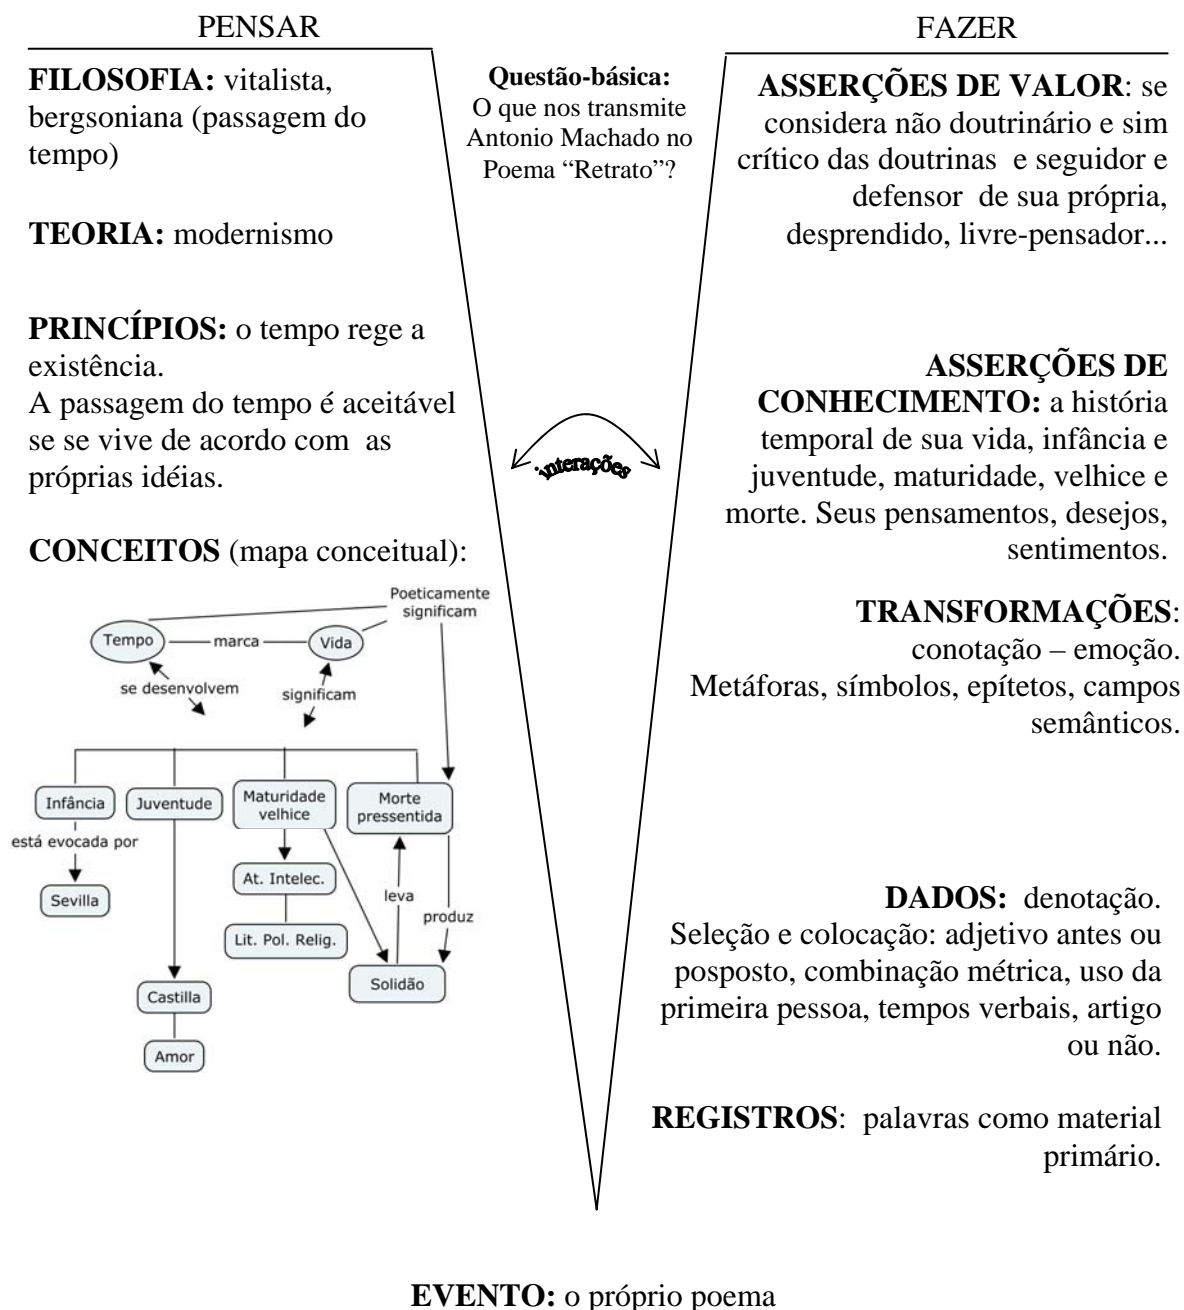 PENSAR
FILOSOFIA: vitalista,
bergsoniana (passagem do
tempo)
TEORIA: modernismo
PRINCÍPIOS: o tempo rege a
existência.
A passagem do tempo é aceitável
se se vive de acordo com as
próprias idéias.
CONCEITOS (mapa conceitual):
Poeticamente
significam
Tempo
marca
Vida
se desenvolvem
significam
Infância
Juventude
Maturidade
velhice
Morte
pressentida
está evocada por
Sevilla
At. Intelec.
leva
produz
Lit. Pol. Relig.
Solidão
Castilla
Amor
Questão-básica:
O que nos transmite
Antonio Machado no
Poema “Retrato”?
interações
FAZER
ASSERÇÕES DE VALOR: se
considera não doutrinário e sim
crítico das doutrinas e seguidor e
defensor de sua própria,
desprendido, livre-pensador...
ASSERÇÕES DE
CONHECIMENTO: a história
temporal de sua vida, infância e
juventude, maturidade, velhice e
morte. Seus pensamentos, desejos,
sentimentos.
TRANSFORMAÇÕES:
conotação – emoção.
Metáforas, símbolos, epítetos, campos
semânticos.
DADOS: denotação.
Seleção e colocação: adjetivo antes ou
posposto, combinação métrica, uso da
primeira pessoa, tempos verbais, artigo
ou não.
REGISTROS: palavras como material
primário.
EVENTO: o próprio poema